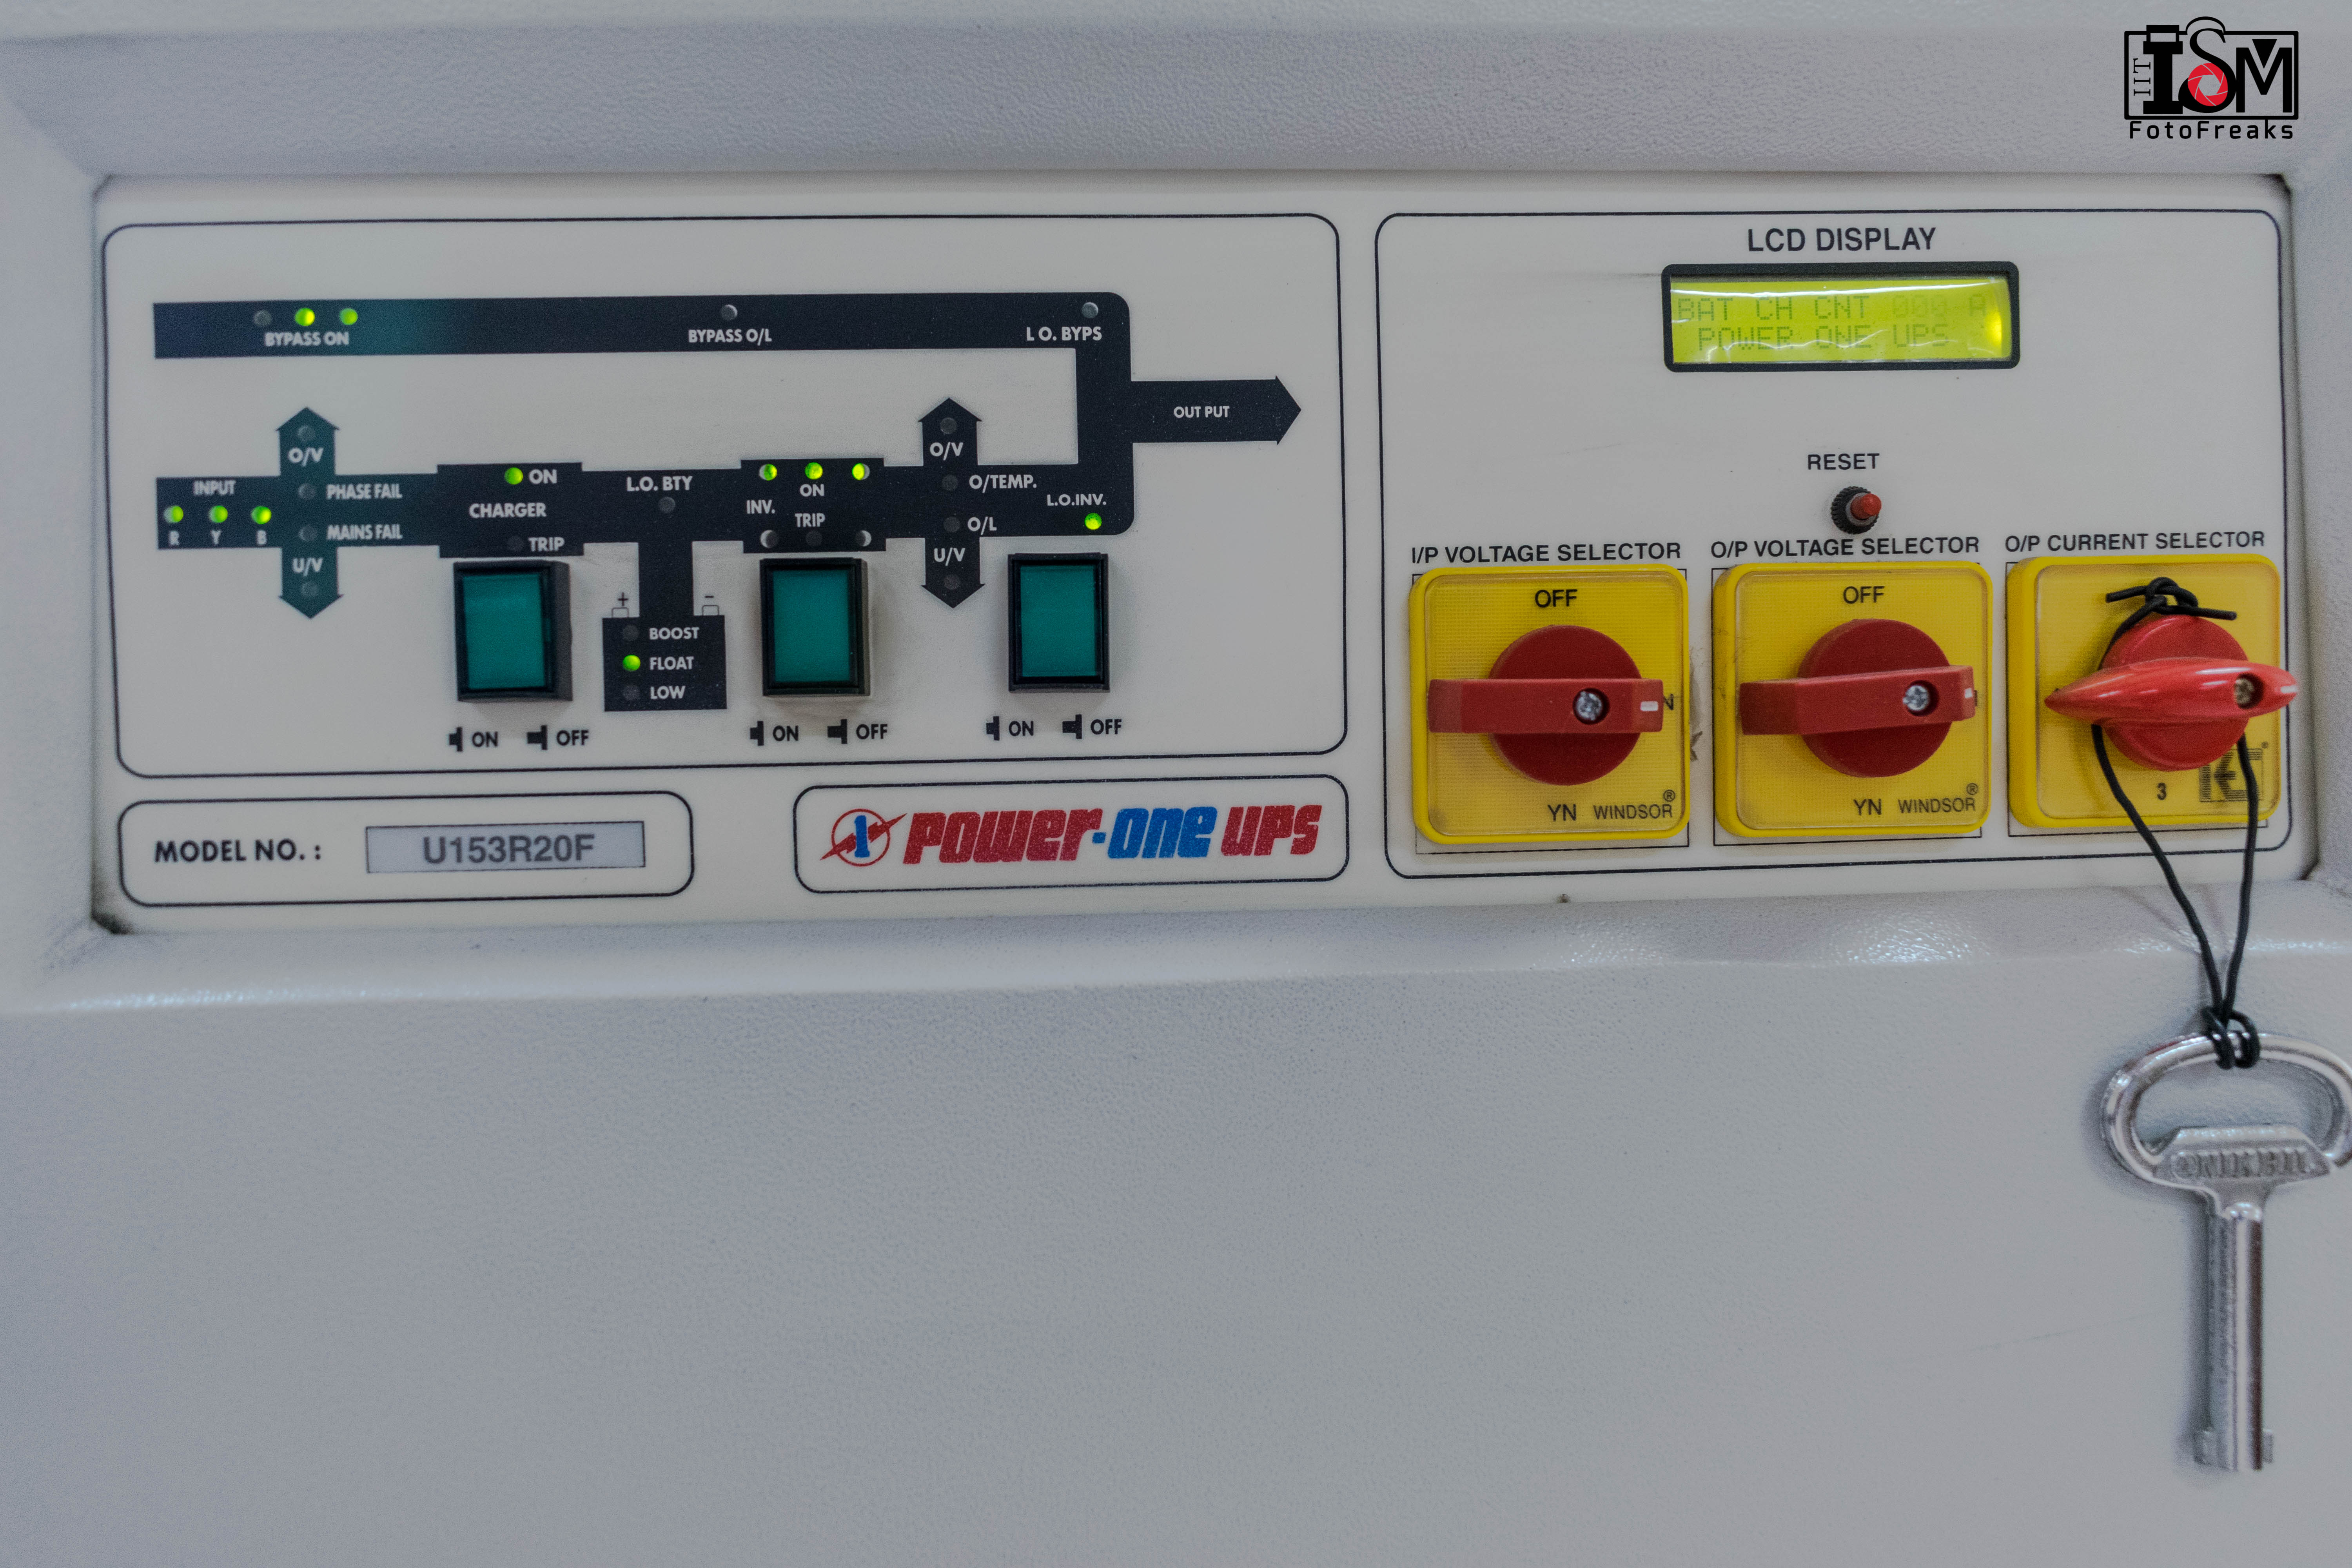 IIT ISM
FotoFreaks
BYPASS ON
BYPASS O/L
L O. BYPS
OUT PUT
O/V
INPUT
R Y B
PHASE FAIL
MAINS FAIL
U/V
ON
CHARGER
TRIP
L.O. BTY
ON
INV.
TRIP
O/V
O/TEMP.
L.O.INV.
O/L
U/V
+ -
BOOST
FLOAT
LOW
ON OFF
ON OFF
ON OFF
MODEL NO. : U153R20F
1 POWER-ONE UPS
LCD DISPLAY
BAT CH CNT 000 A
POWER ONE UPS
RESET
I/P VOLTAGE SELECTOR
OFF
YN WINDSOR®
O/P VOLTAGE SELECTOR
OFF
YN WINDSOR®
O/P CURRENT SELECTOR
3